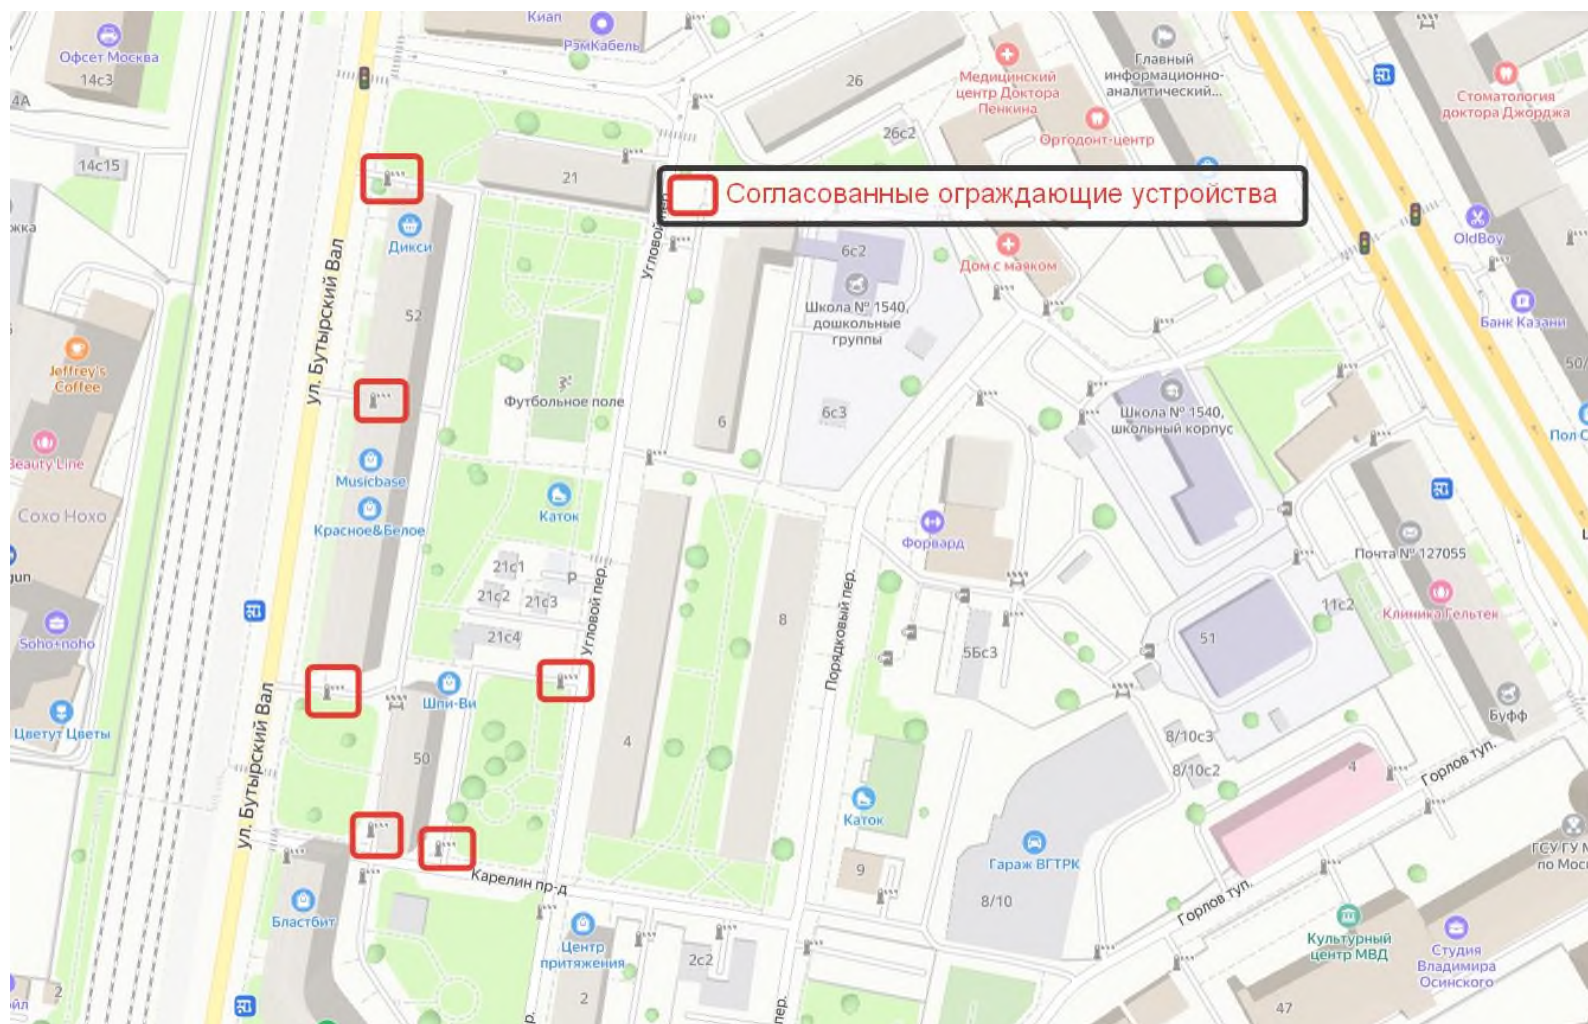 Киап
РэмКабель
Офсет Москва
14с3
4А
14с15
26
Медицинский
центр Доктора
Пенкина
Главный
информационно-
аналитический...
Стоматология
доктора Джорджа
26с2
Ортодонт-центр
21
Согласованные ограждающие устройства
Дикси
ул. Бутырский Вал
52
6с2
Дом с маяком
OldBoy
Школа № 1540,
дошкольные
группы
Банк Казани
Jeffrey's
Coffee
Футбольное поле
6
6с3
Школа № 1540,
школьный корпус
50/
Beauty Line
Musicbase
Сохо Нохо
Красное&Белое
Каток
Форвард
Почта № 127055
21с1
P
21с2
21с3
Угловой пер.
8
Порядковый пер.
11с2
Клиника Гельтек
Soho+noho
21с4
5Бс3
51
Цветут Цветы
Шпи-Ви
ул. Бутырский Вал
4
Буфф
50
8/10с3
8/10с2
4
Горлов туп.
Каток
Гараж ВГТРК
9
Карелин пр-д
8/10
Горлов туп.
Бластбит
Центр
притяжения
2с2
Культурный
центр МВД
Студия
Владимира
Осинского
2
2
47
пер.